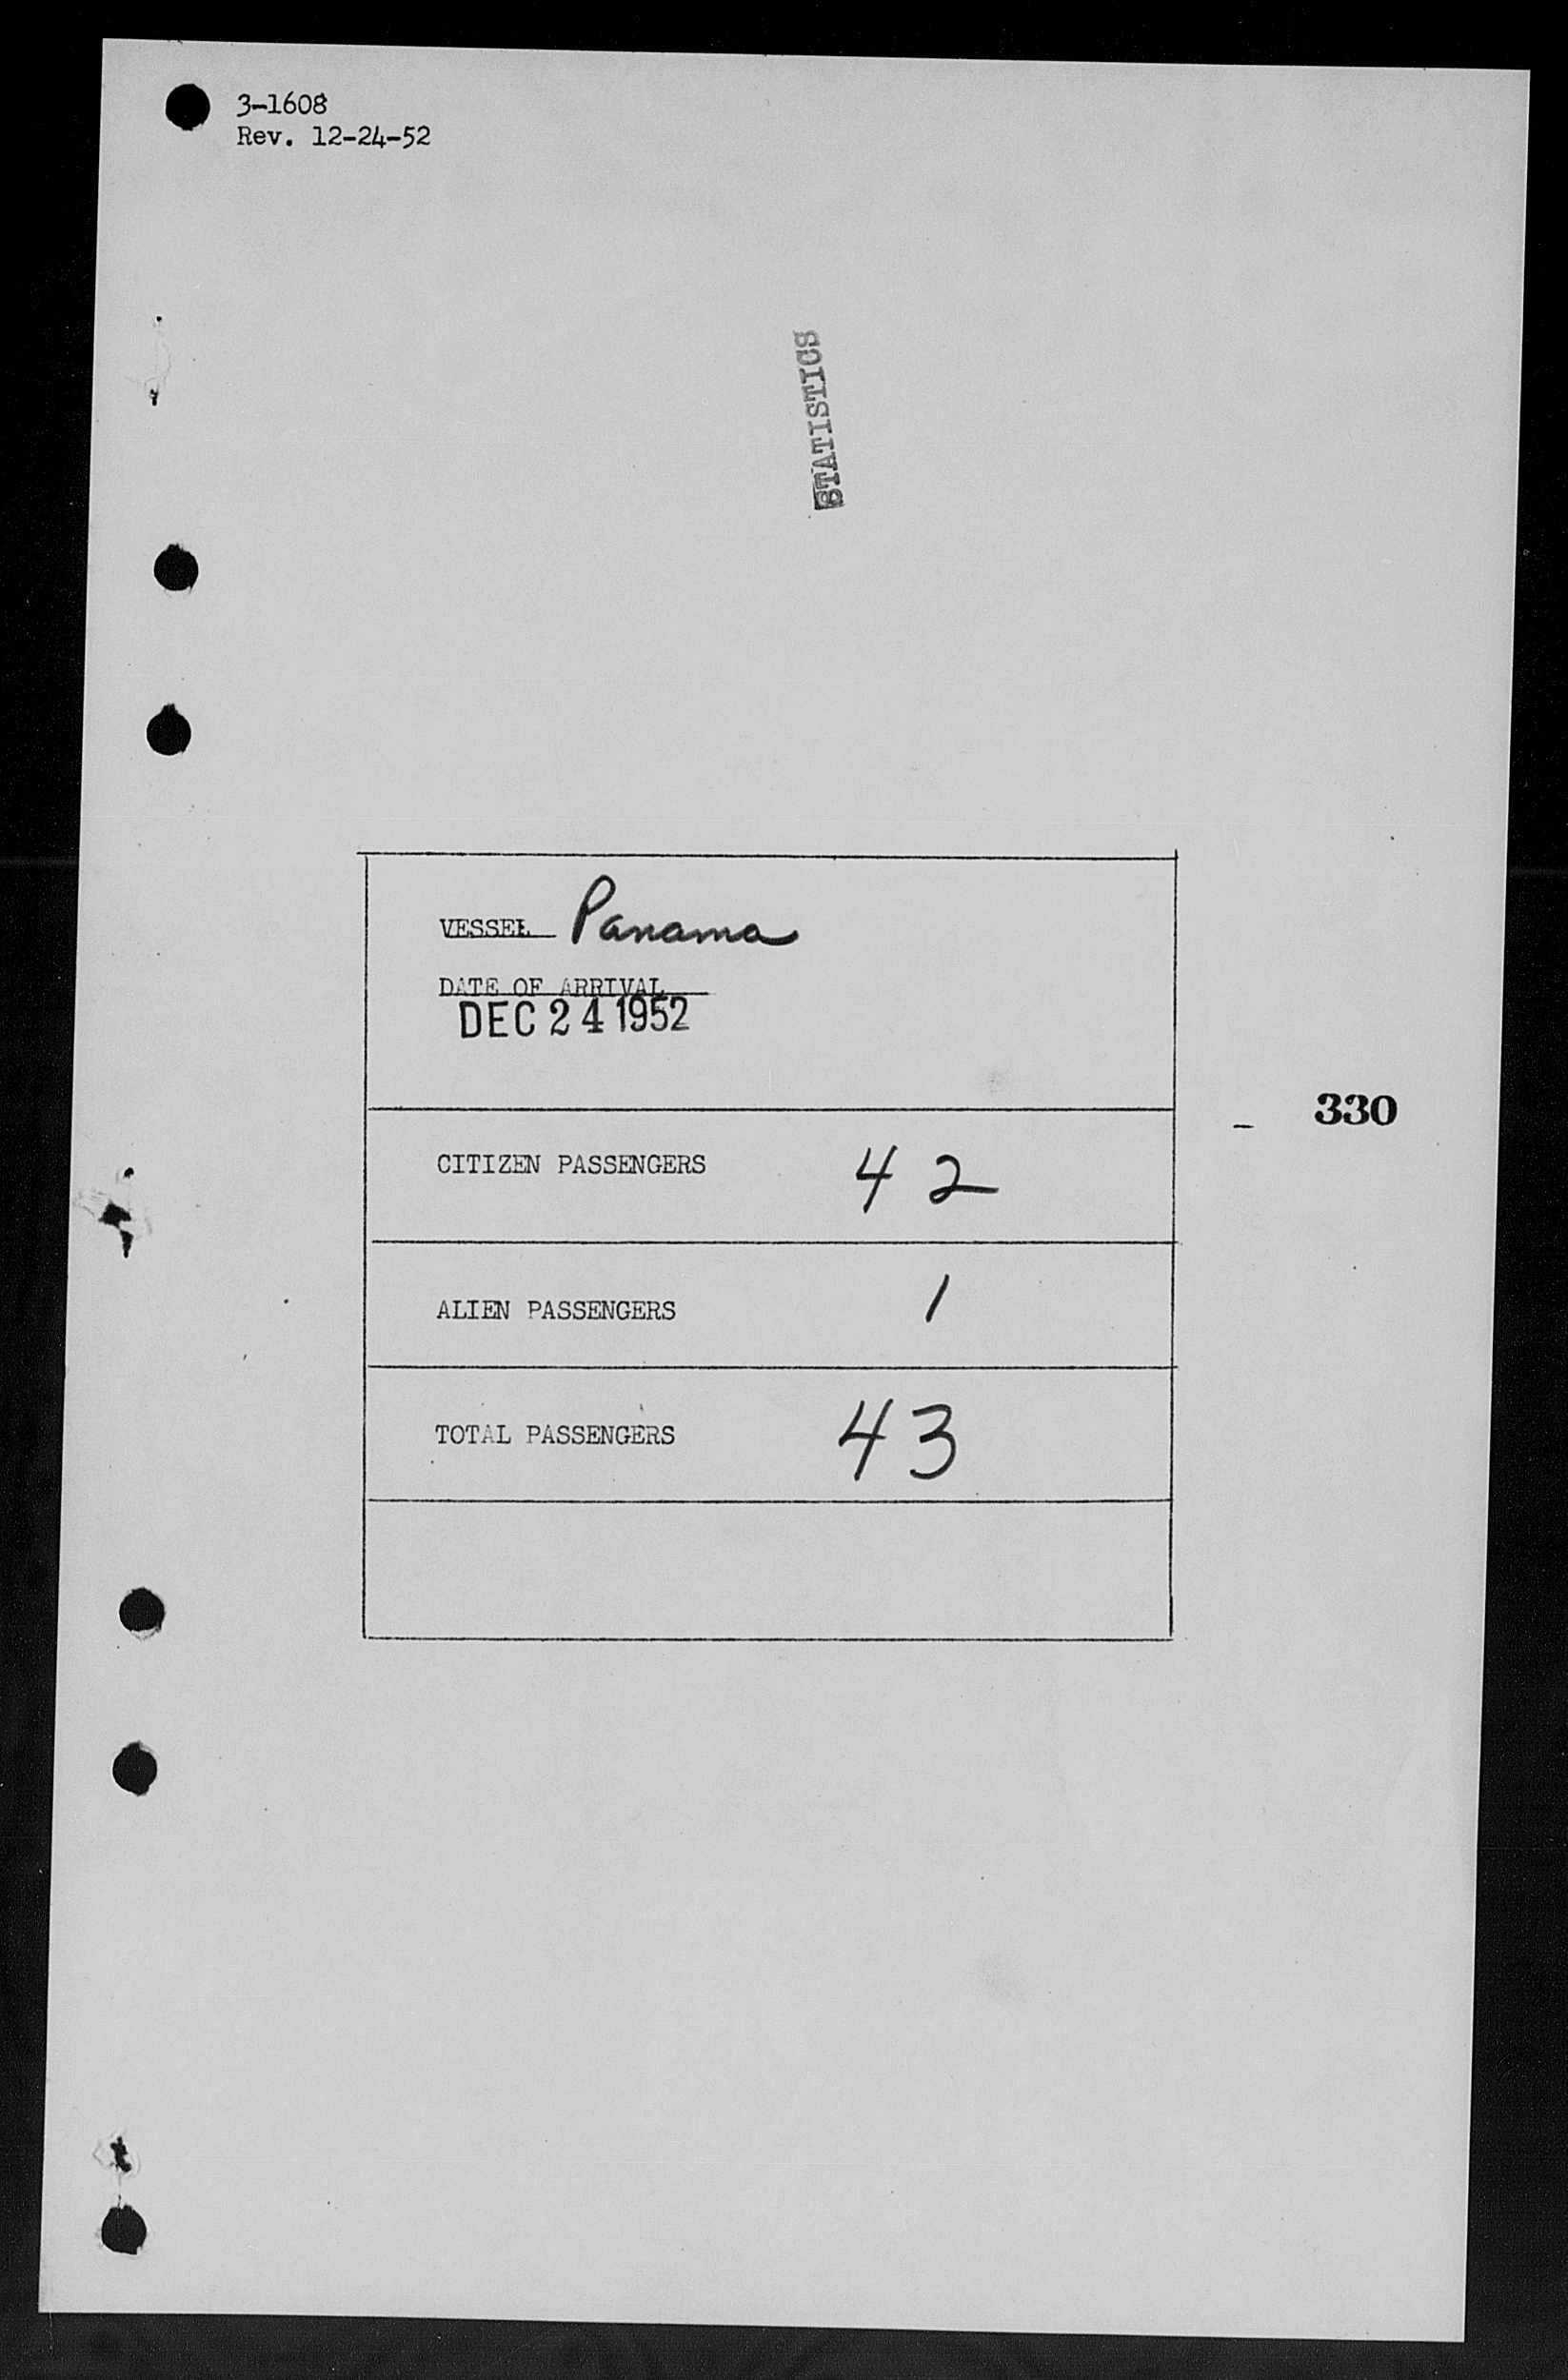 3-1608
Rev. 12-24-52
STATISTICS
VESSEL Panama
DATE OF ARRIVAL
DEC 24 1952
330
CITIZEN PASSENGERS 42
ALIEN PASSENGERS 1
TOTAL PASSENGERS 43